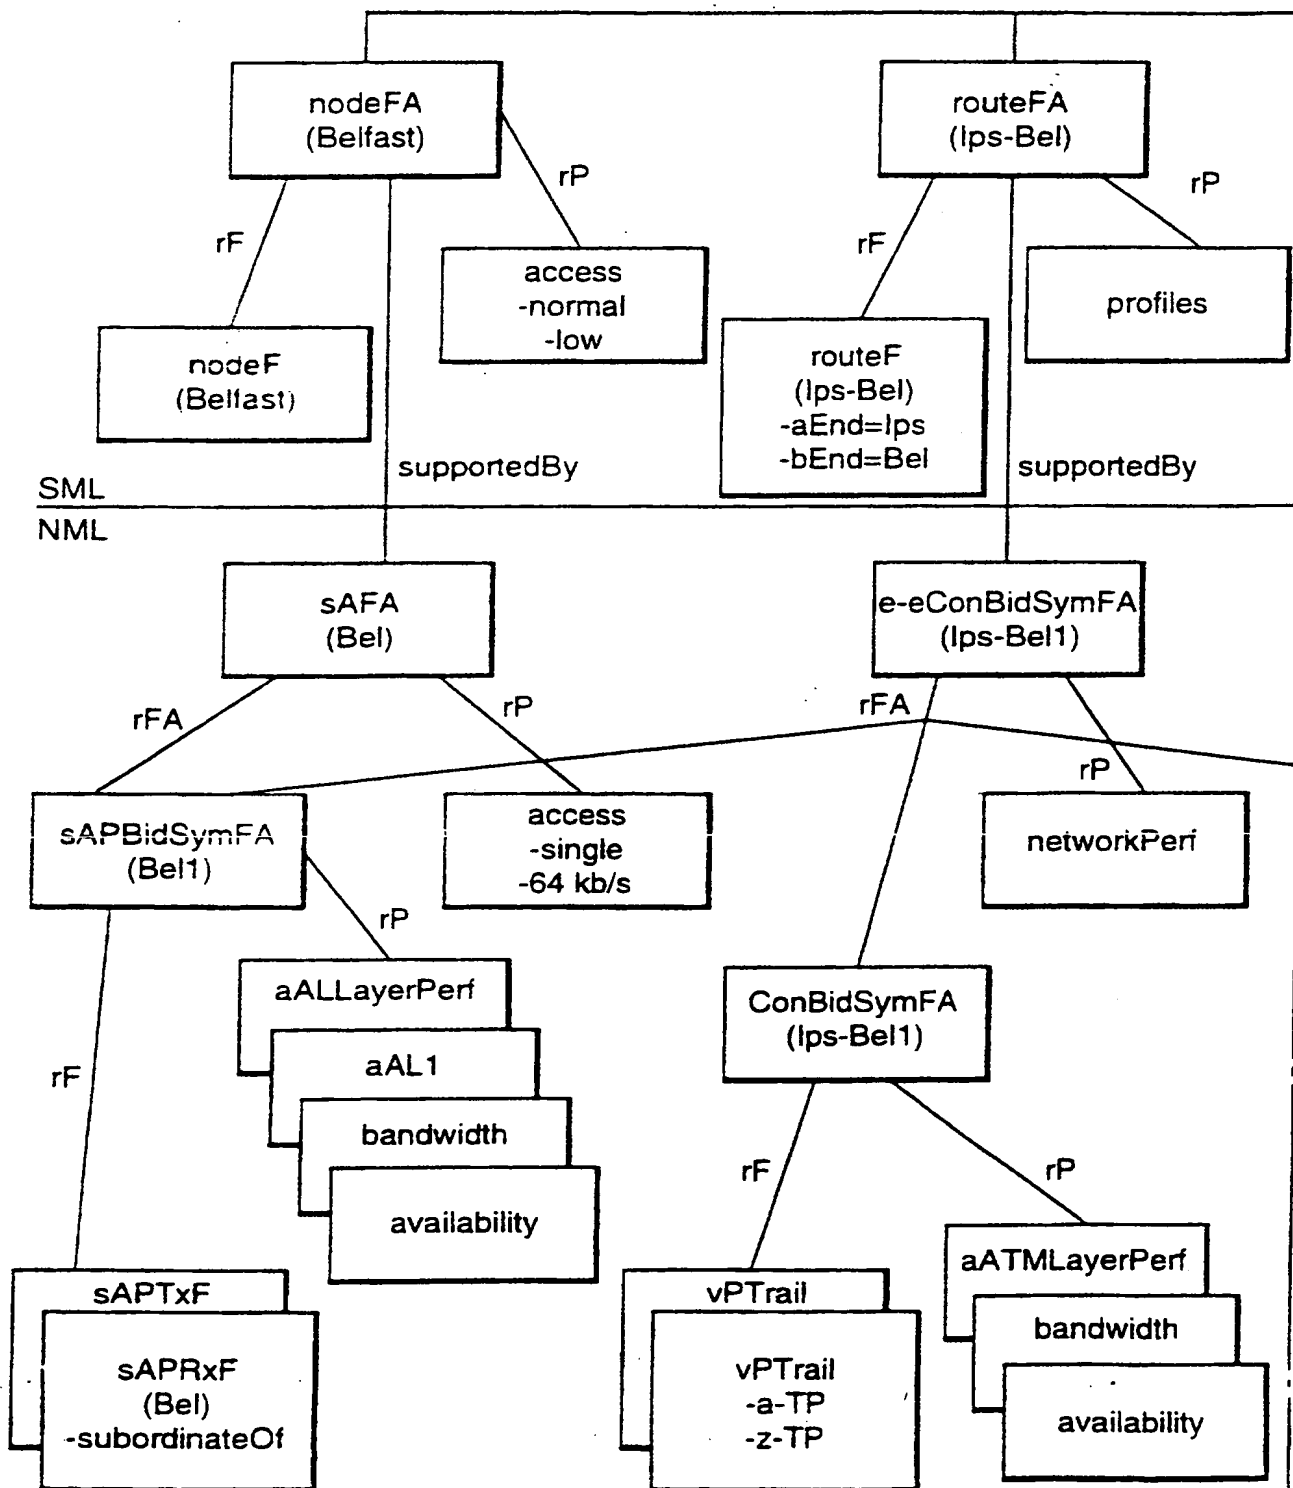 nodeFA
(Belfast)
routeFA
(Ips-Bel)
rP
rP
rF
rF
access
-normal
-low
profiles
nodeF
(Belfast)
routeF
(Ips-Bel)
-aEnd=Ips
-bEnd=Bel
supportedBy
supportedBy
SML
NML
sAFA
(Bel)
e-eConBidSymFA
(Ips-Bel1)
rFA
rP
rFA
rP
sAPBidSymFA
(Bel1)
access
-single
-64 kb/s
networkPerf
rP
aALLayerPerf
ConBidSymFA
(Ips-Bel1)
rF
aAL1
bandwidth
rF
rP
availability
aATMLayerPerf
sAPTxF
vPTrail
bandwidth
sAPRxF
(Bel)
-subordinateOf
vPTrail
-a-TP
-z-TP
availability